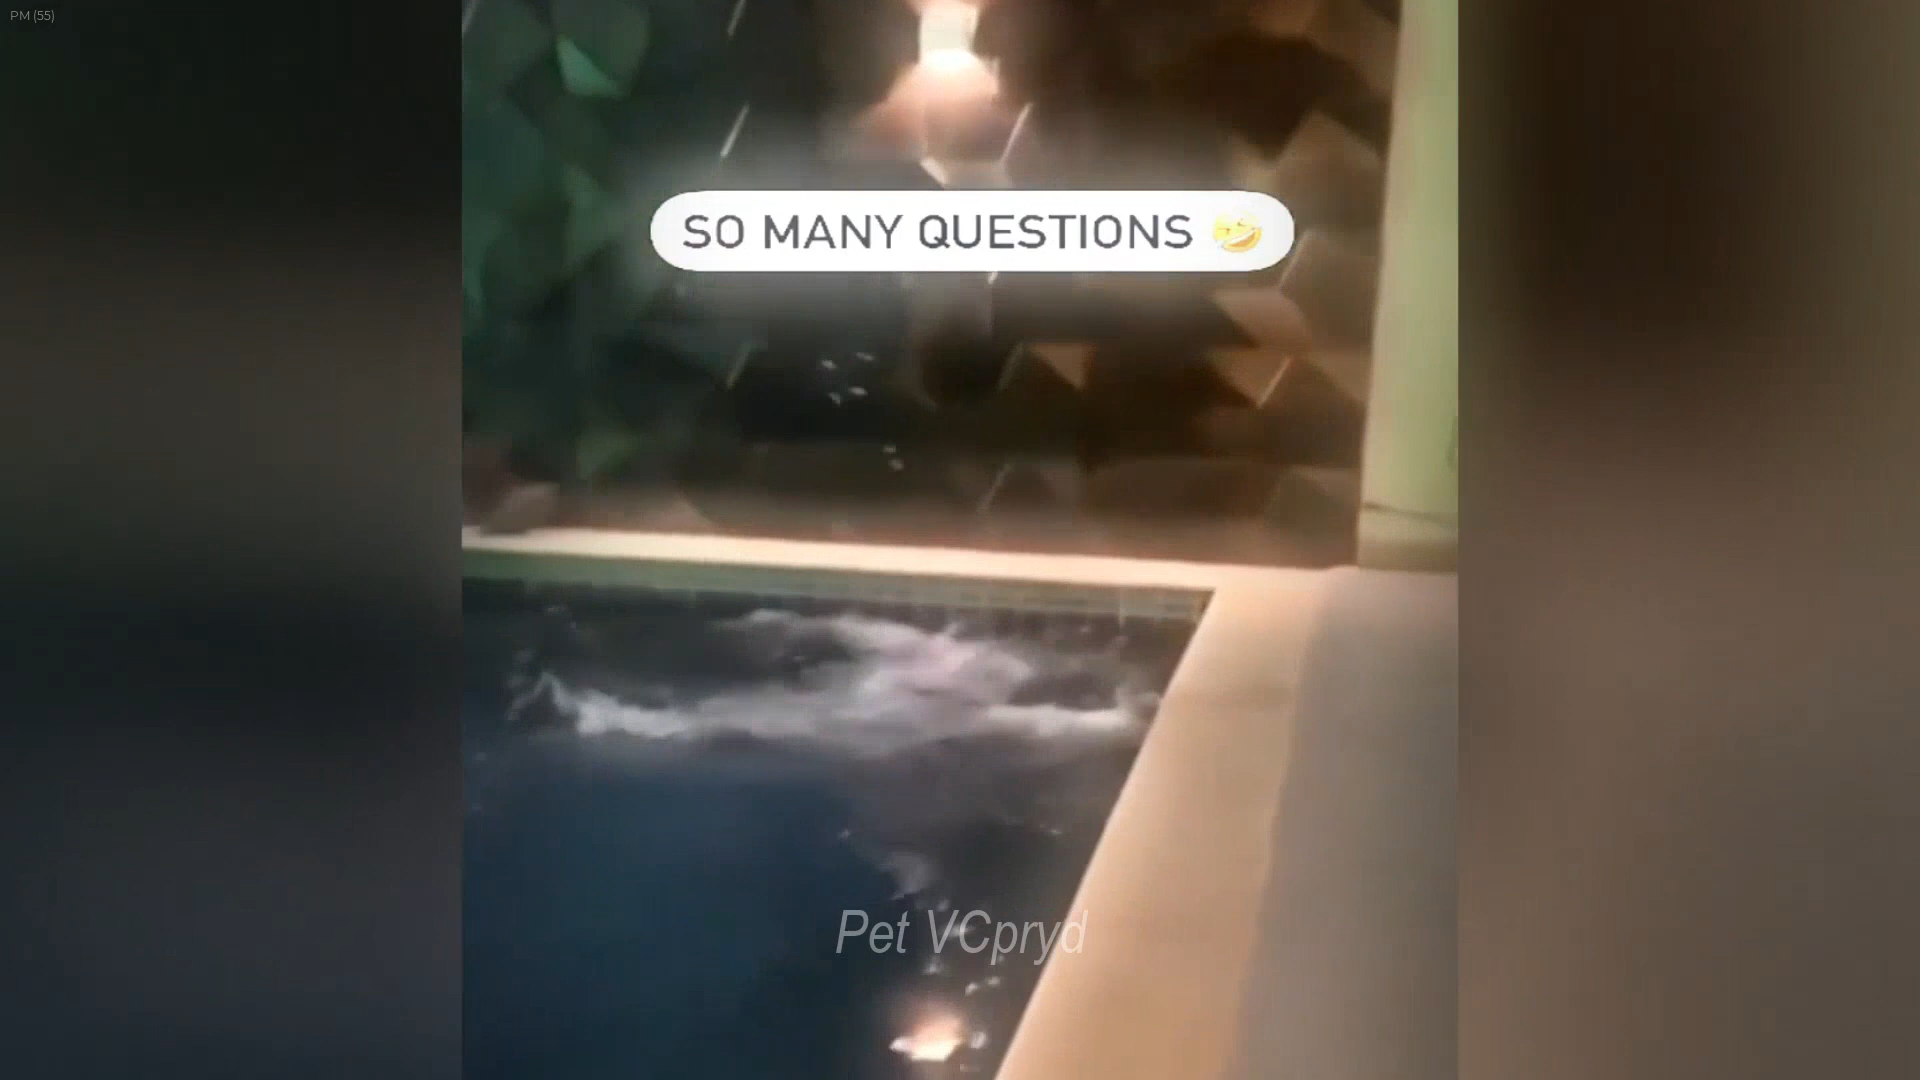 PM (55)
SO MANY QUESTIONS 🤣
Pet VCpryd